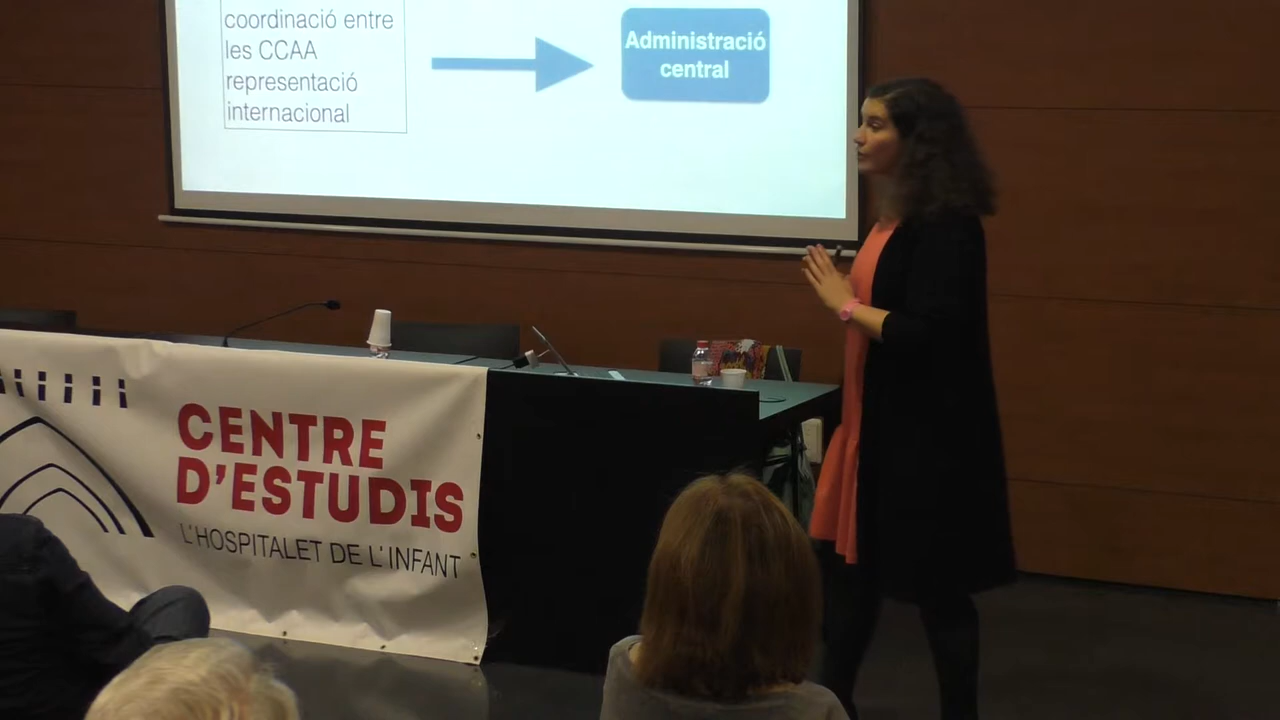 coordinació entre
les CCAA
representació
internacional
Administració
central
CENTRE
D'ESTUDIS
L'HOSPITALET DE L'INFANT